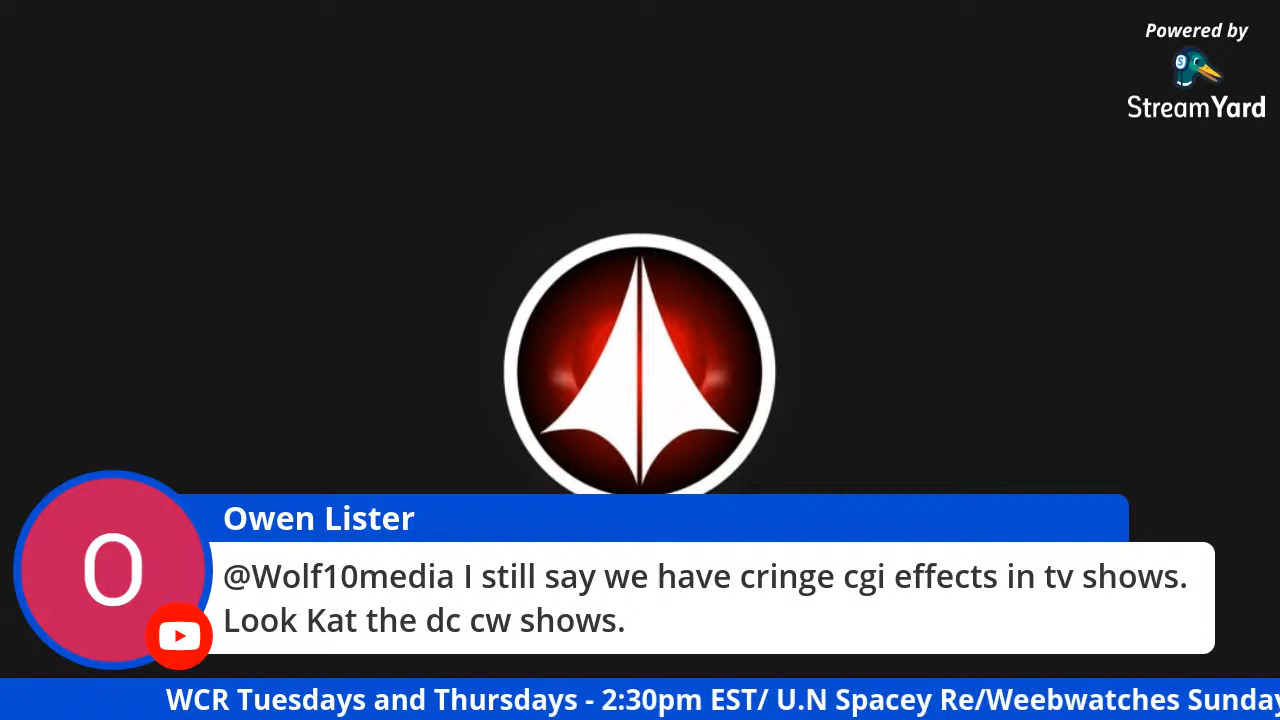 Powered by
S
StreamYard
O
Owen Lister
@Wolf10media I still say we have cringe cgi effects in tv shows.
Look Kat the dc cw shows.
WCR Tuesdays and Thursdays - 2:30pm EST/ U.N Spacey Re/Weebwatches Sunday